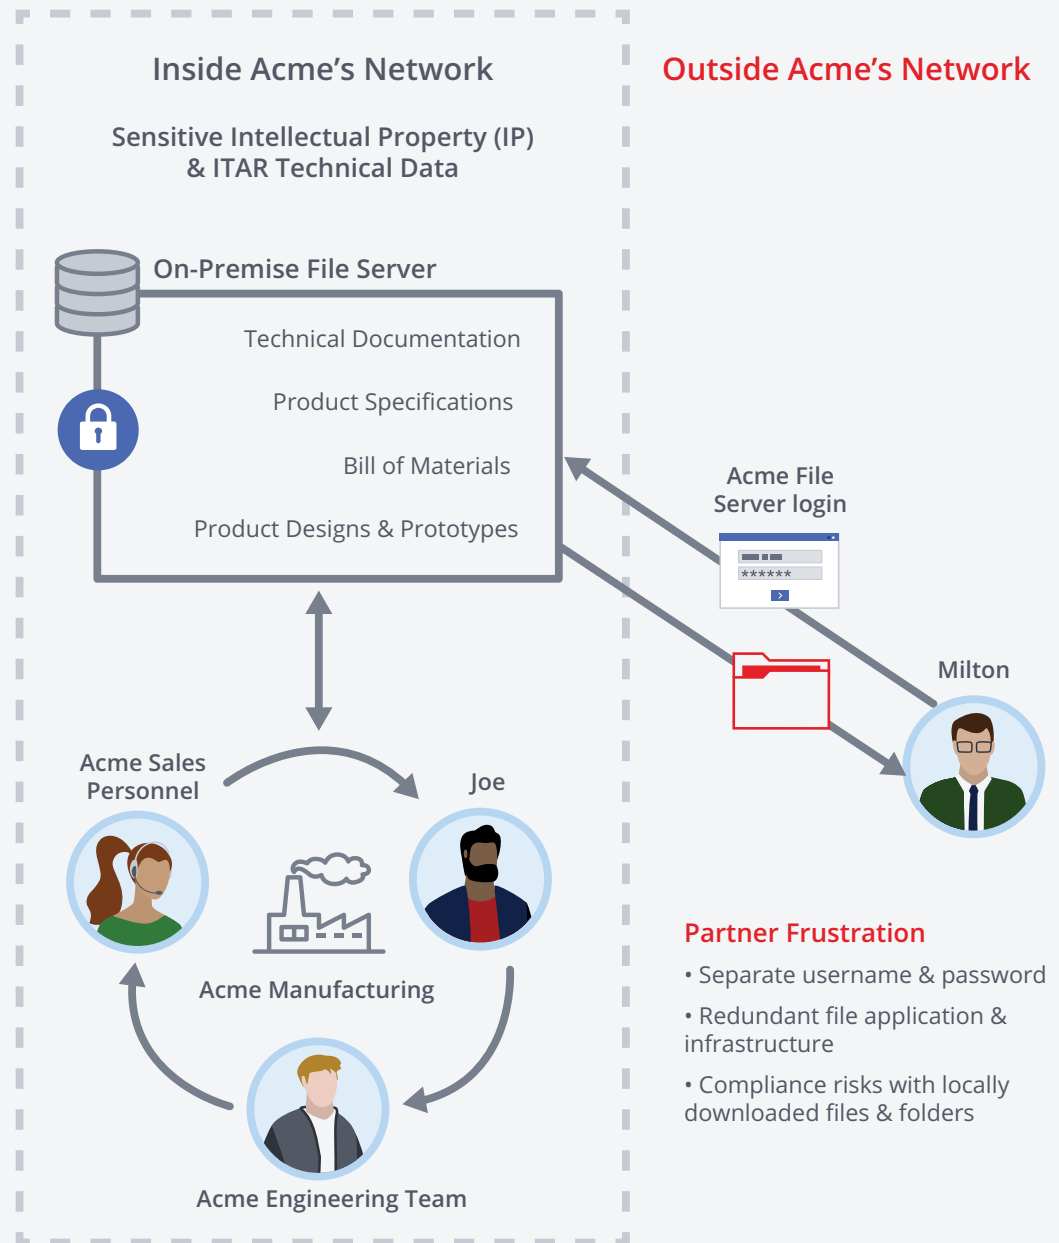 Inside Acme’s Network
Outside Acme’s Network
Sensitive Intellectual Property (IP)
& ITAR Technical Data
On-Premise File Server
Technical Documentation
Product Specifications
Bill of Materials
Product Designs & Prototypes
Acme File
Server login
******
Milton
Acme Sales
Personnel
Joe
Acme Manufacturing
Acme Engineering Team
Partner Frustration
• Separate username & password
• Redundant file application &
infrastructure
• Compliance risks with locally
downloaded files & folders